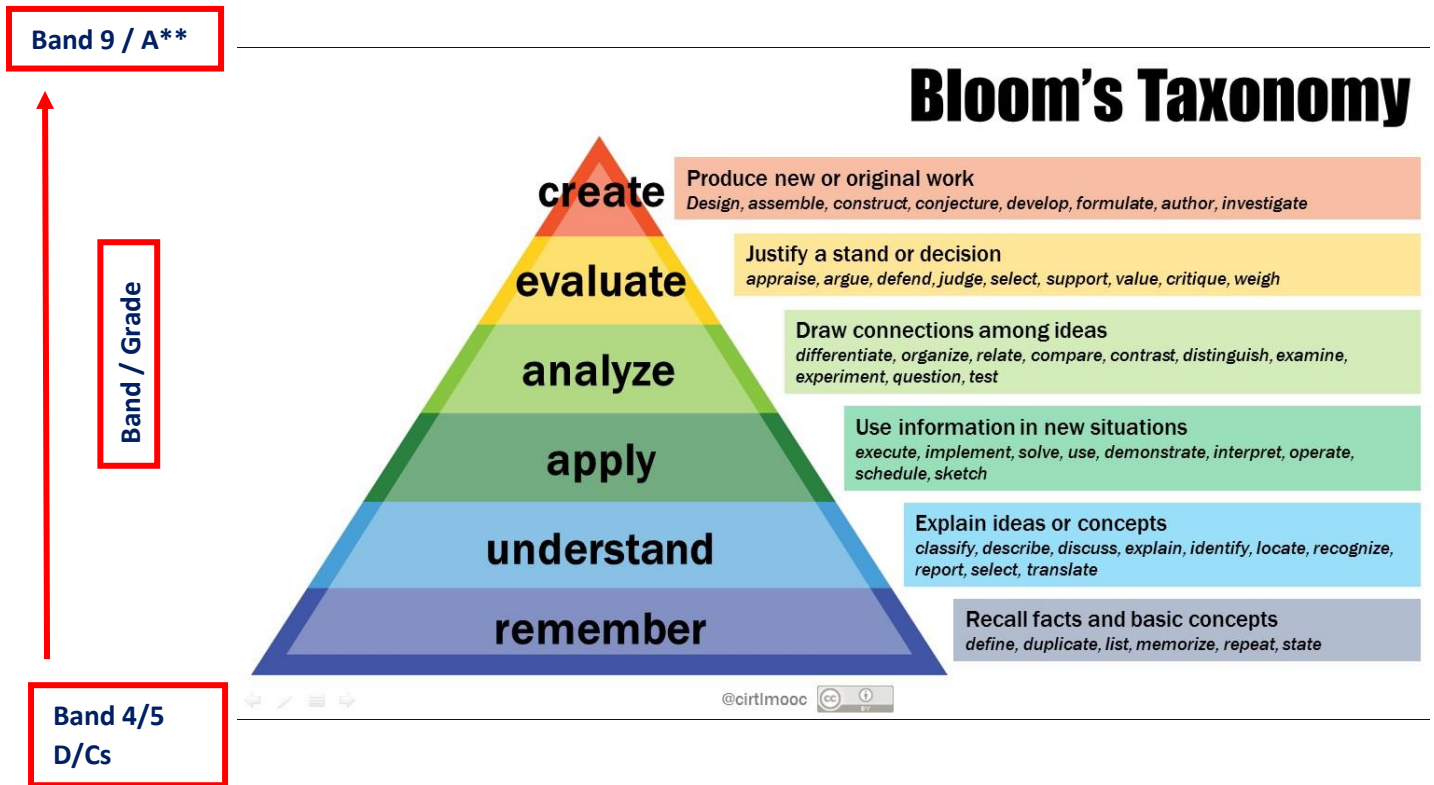 Band 9 / A**
Bloom's Taxonomy
create
Produce new or original work
Design, assemble, construct, conjecture, develop, formulate, author, investigate
evaluate
Justify a stand or decision
appraise, argue, defend, judge, select, support, value, critique, weigh
analyze
Draw connections among ideas
differentiate, organize, relate, compare, contrast, distinguish, examine,
experiment, question, test
Band / Grade
apply
Use information in new situations
execute, implement, solve, use, demonstrate, interpret, operate,
schedule, sketch
understand
Explain ideas or concepts
classify, describe, discuss, explain, identify, locate, recognize,
report, select, translate
remember
Recall facts and basic concepts
define, duplicate, list, memorize, repeat, state
@cirtlmooc
cc
BY
Band 4/5
D/Cs